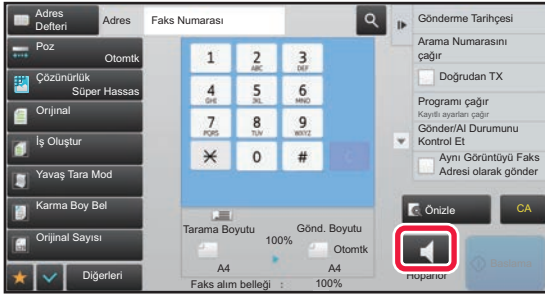 Adres
Defteri
Adres
Faks Numarası
Poz
Otomtk
Çözünürlük
Süper Hassas
Orıjınal
İş Oluştur
Yavaş Tara Mod
Karma Boy Bel
Orijinal Sayısı
Diğerleri
1
2
ABC
3
DEF
4
GHI
5
JKL
6
MNO
7
PQRS
8
TUV
9
WXYZ
0
#
C
Tarama Boyutu
100%
Gönd. Boyutu
Otomtk
A4
A4
Faks alım belleği : 100%
Gönderme Tarihçesi
Arama Numarasını
çağır
Doğrudan TX
Programı çağır
Kayıtlı ayarları çağır
Gönder/Al Durumunu
Kontrol Et
Aynı Görüntüyü Faks
Adresi olarak gönder
Önizle
CA
Hoparlör